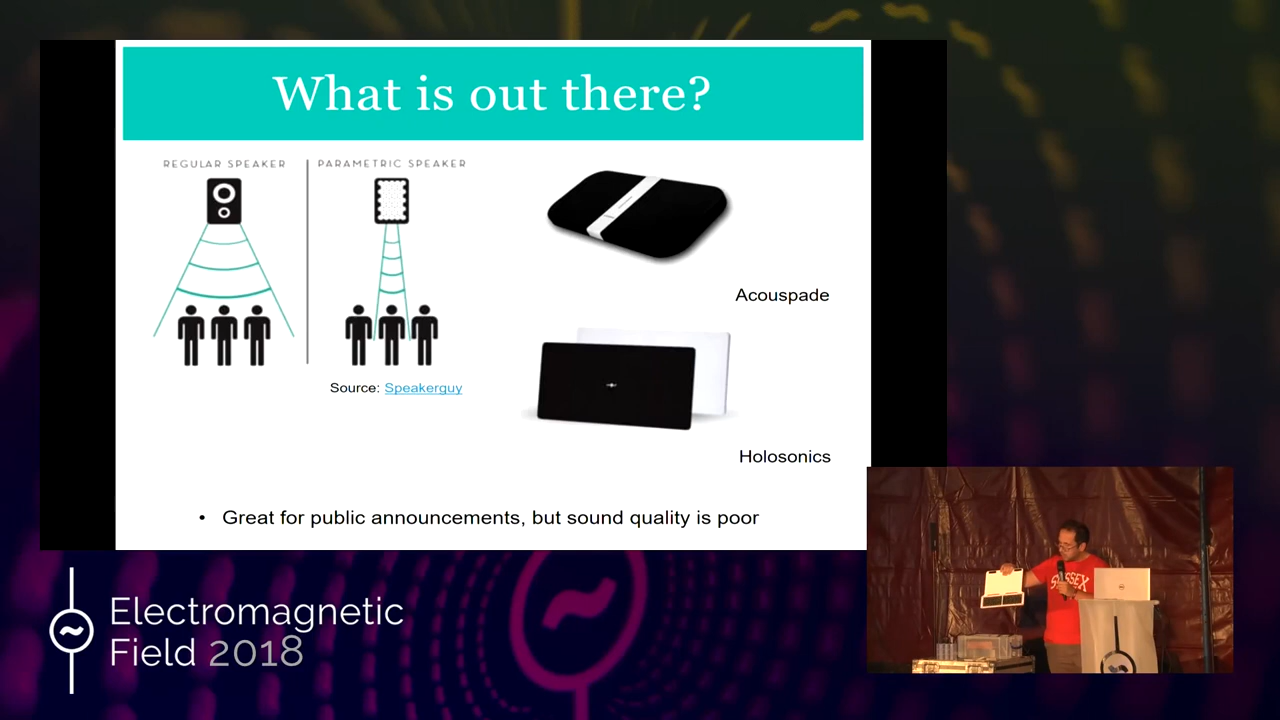 What is out there?
REGULAR SPEAKER
PARAMETRIC SPEAKER
Source: Speakerguy
Acouspade
Holosonics
• Great for public announcements, but sound quality is poor
SUSSEX
Electromagnetic
Field 2018